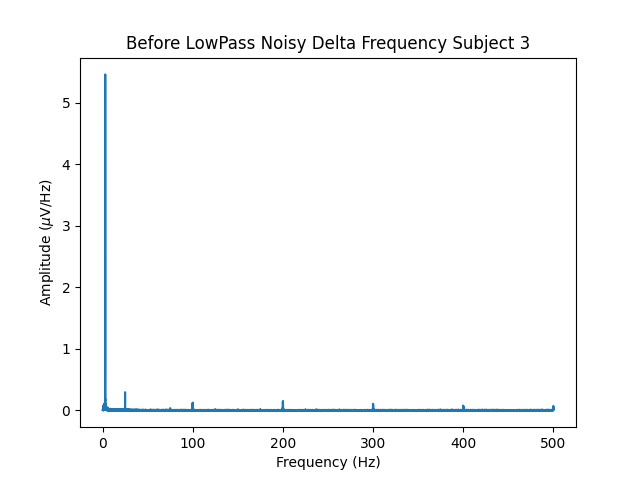 Before LowPass Noisy Delta Frequency Subject 3
Amplitude (μV/Hz)
5
4
3
2
1
0
0 100 200 300 400 500
Frequency (Hz)